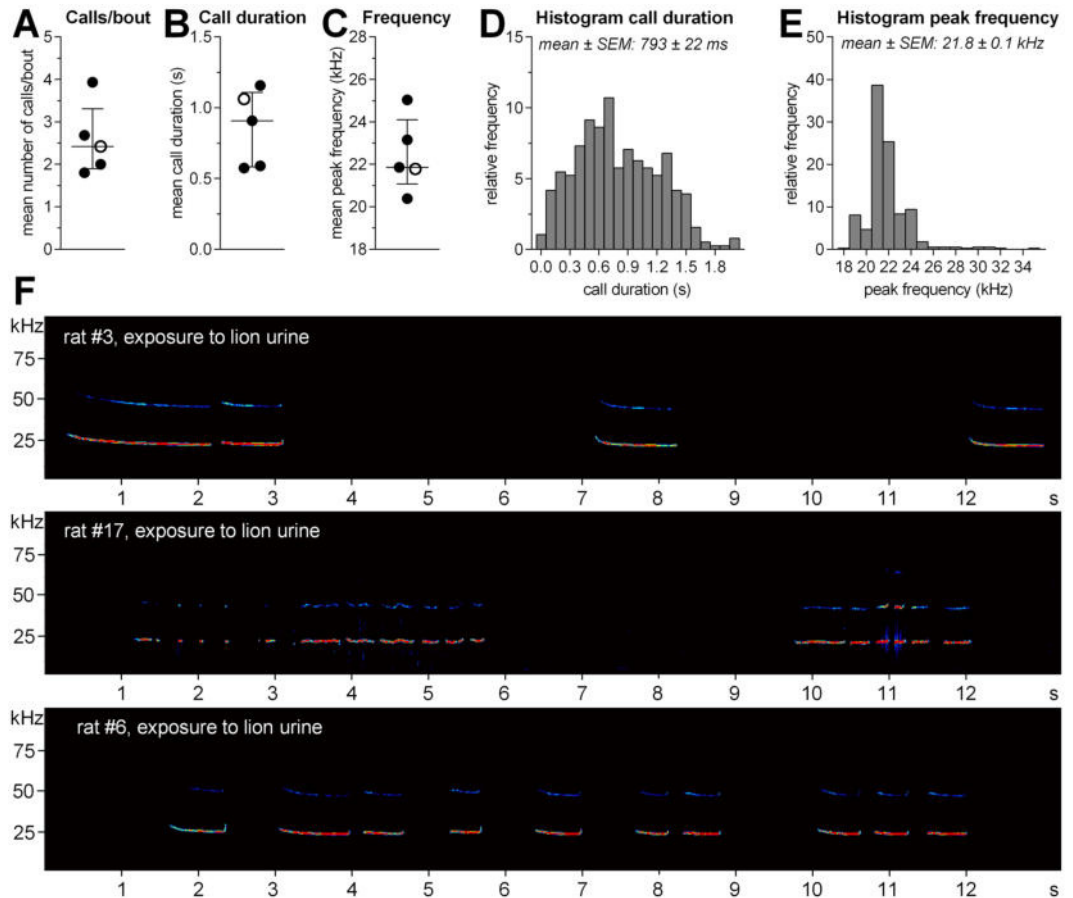 A Calls/bout
mean number of calls/bout
5
4
3
2
1
0
B Call duration
mean call duration (s)
1.5
1.0
0.5
0.0
C Frequency
mean peak frequency (kHz)
28
26
24
22
20
18
D Histogram call duration
mean ± SEM: 793 ± 22 ms
relative frequency
15
10
5
0
0.0 0.3 0.6 0.9 1.2 1.5 1.8
call duration (s)
E Histogram peak frequency
mean ± SEM: 21.8 ± 0.1 kHz
relative frequency
50
40
30
20
10
0
18 20 22 24 26 28 30 32 34
peak frequency (kHz)
F
kHz
rat #3, exposure to lion urine
75
50
25
1 2 3 4 5 6 7 8 9 10 11 12 s
kHz
rat #17, exposure to lion urine
75
50
25
1 2 3 4 5 6 7 8 9 10 11 12 s
kHz
rat #6, exposure to lion urine
75
50
25
1 2 3 4 5 6 7 8 9 10 11 12 s